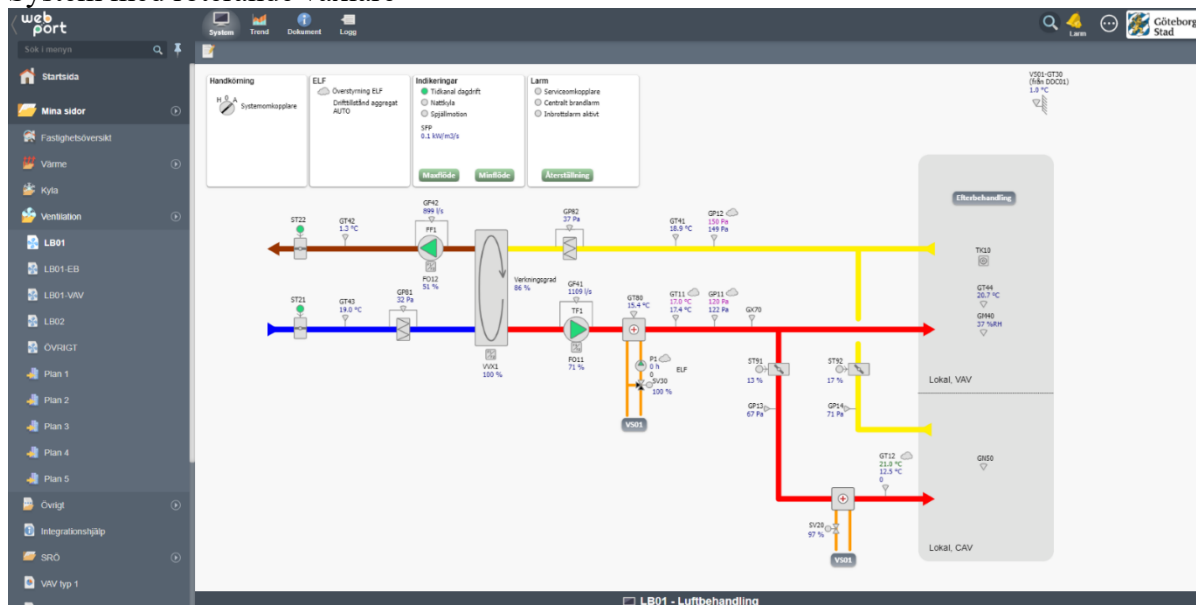 System med roterande värmare
web port
System
Trend
Dokument
Logg
Larm
Göteborgs Stad
Sök i menyn
Startsida
Mina sidor
Fastighetsöversikt
Värme
Kyla
Ventilation
LB01
LB01-EB
LB01-VAV
LB02
ÖVRIGT
Plan 1
Plan 2
Plan 3
Plan 4
Plan 5
Övrigt
Integrationshjälp
SRÖ
VAV typ 1
Handkörning
H 0 A
Systemomkopplare
ELF
Överstyrning ELF
Drifttillstånd aggregat
AUTO
Indikeringar
Tidkanal dagdrift
Nattkyla
Spjällmotion
SFP
0.1 kW/m3/s
Maxflöde
Minflöde
Larm
Serviceomkopplare
Centralt brandlarm
Inbrottslarm aktivt
Återställning
VS01-GT30
(från DDC01)
1.0 °C
ST22
GT42
1.3 °C
GF42
899 l/s
FF1
FO12
51 %
GP82
37 Pa
GT41
18.9 °C
GP12
150 Pa
149 Pa
Efterbehandling
TK10
GT44
20.7 °C
GM40
37 %RH
ST21
GT43
19.0 °C
GP81
32 Pa
Verkningsgrad
86 %
VVX1
100 %
GF41
1109 l/s
TF1
FO11
71 %
GT80
15.4 °C
GT11
17.0 °C
17.4 °C
GP11
120 Pa
122 Pa
GX70
P1
0 h
0
ELF
SV30
100 %
VS01
ST91
13 %
ST92
17 %
GP13
67 Pa
GP14
71 Pa
Lokal, VAV
GT12
21.0 °C
12.5 °C
0
GN50
SV20
97 %
VS01
Lokal, CAV
LB01 - Luftbehandling